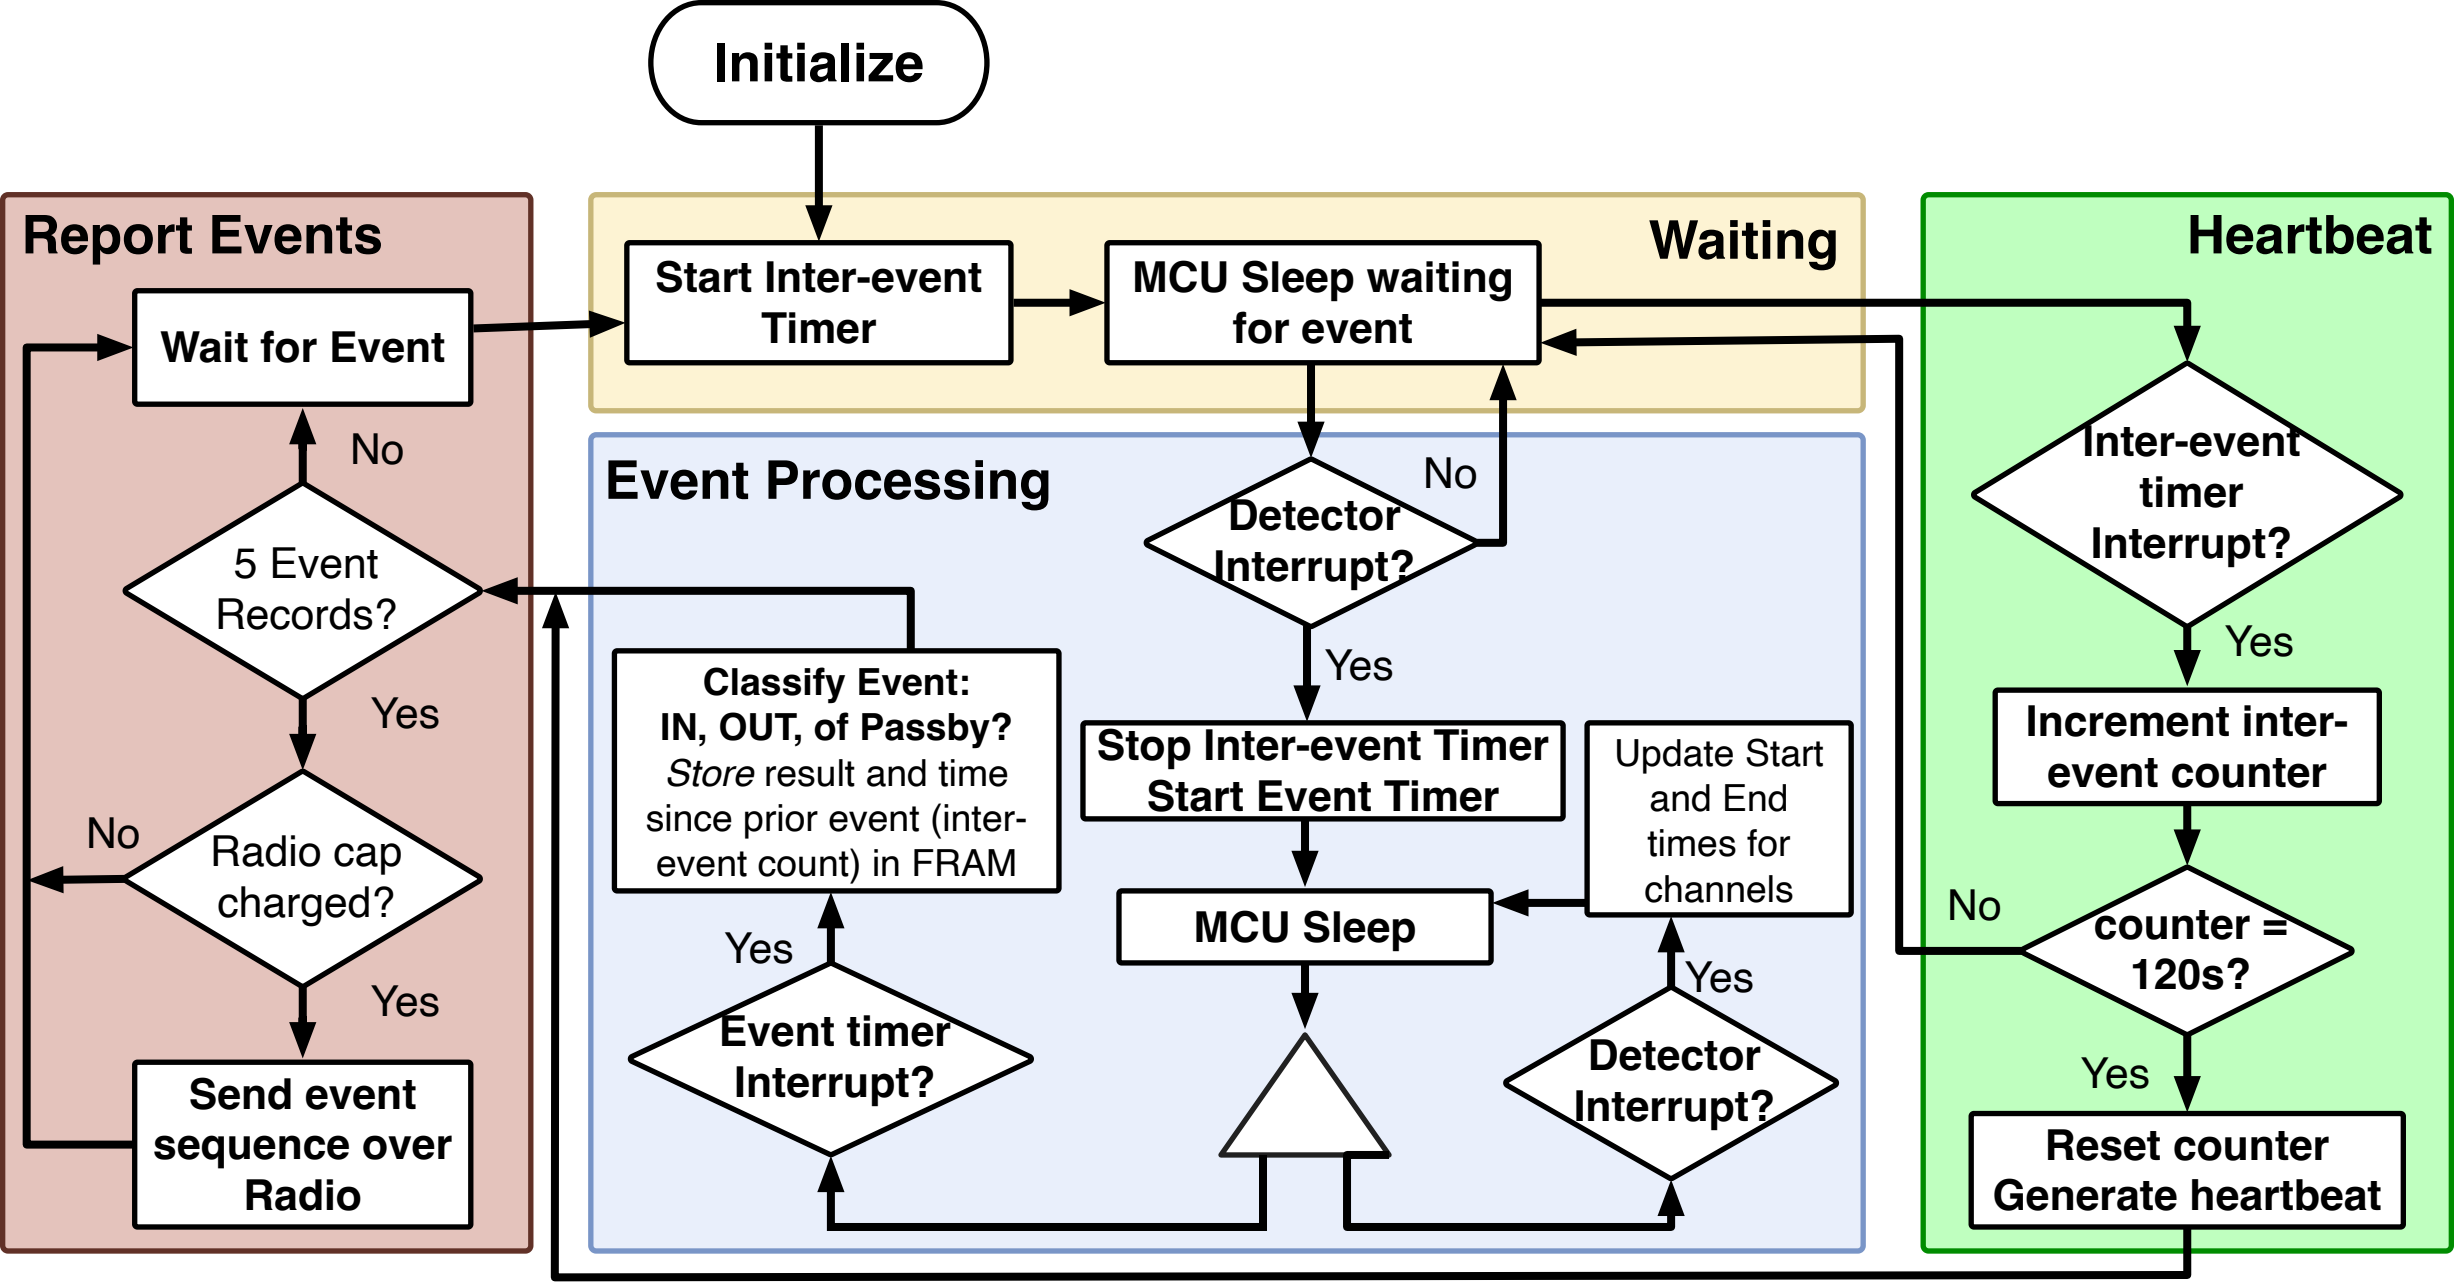 Initialize
Report Events
Wait for Event
No
5 Event
Records?
Yes
No
Radio cap
charged?
Yes
Send event
sequence over
Radio
Waiting
Start Inter-event
Timer
MCU Sleep waiting
for event
Event Processing
Detector
Interrupt?
No
Yes
Stop Inter-event Timer
Start Event Timer
MCU Sleep
Update Start
and End
times for
channels
Yes
Detector
Interrupt?
Classify Event:
IN, OUT, of Passby?
Store result and time
since prior event (inter-
event count) in FRAM
Yes
Event timer
Interrupt?
Heartbeat
Inter-event
timer
Interrupt?
Yes
Increment inter-
event counter
No
counter =
120s?
Yes
Reset counter
Generate heartbeat